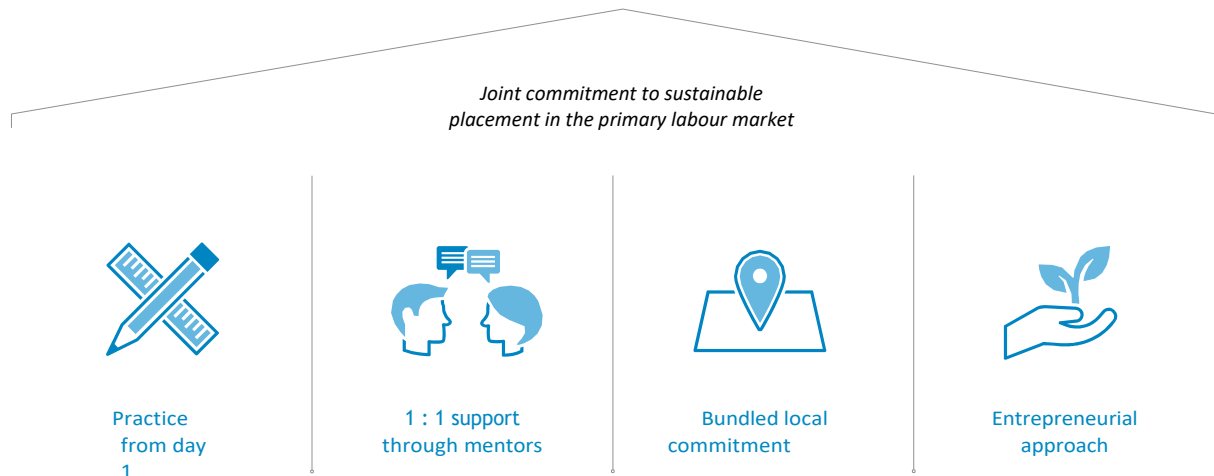 Joint commitment to sustainable
placement in the primary labour market
Practice
from day
1
1 : 1 support
through mentors
Bundled local
commitment
Entrepreneurial
approach